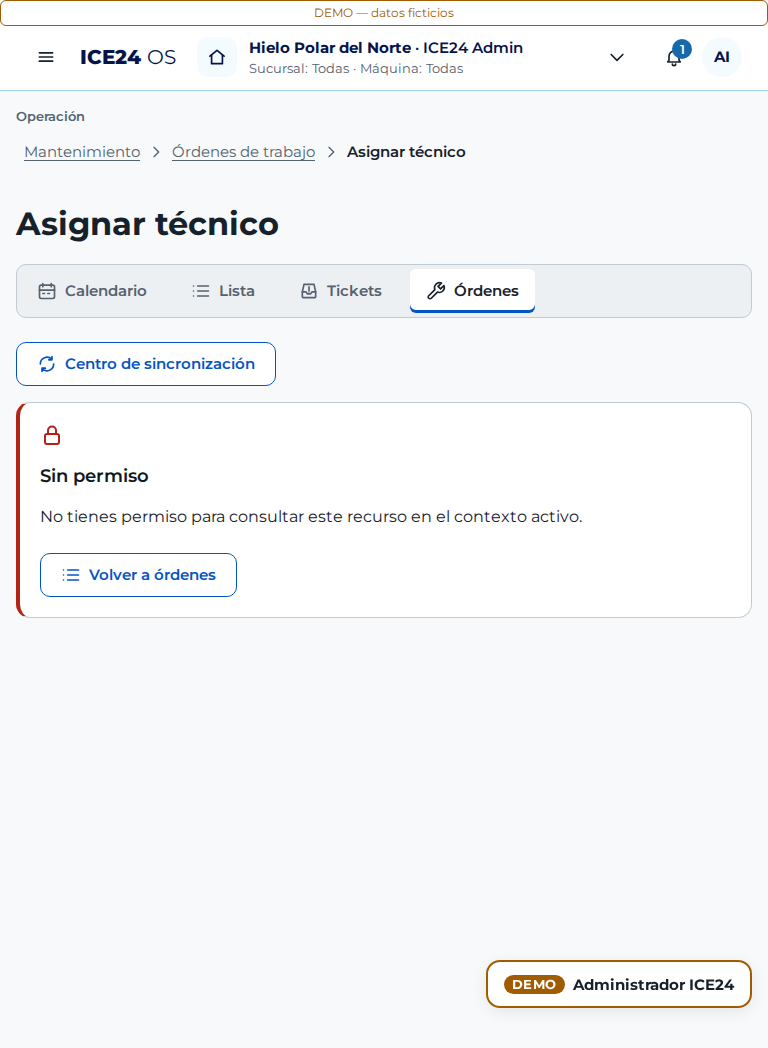 DEMO — datos ficticios
ICE24 OS
Hielo Polar del Norte · ICE24 Admin
Sucursal: Todas · Máquina: Todas
1
AI
Operación
Mantenimiento > Órdenes de trabajo > Asignar técnico
Asignar técnico
Calendario
Lista
Tickets
Órdenes
Centro de sincronización
Sin permiso
No tienes permiso para consultar este recurso en el contexto activo.
Volver a órdenes
DEMO Administrador ICE24